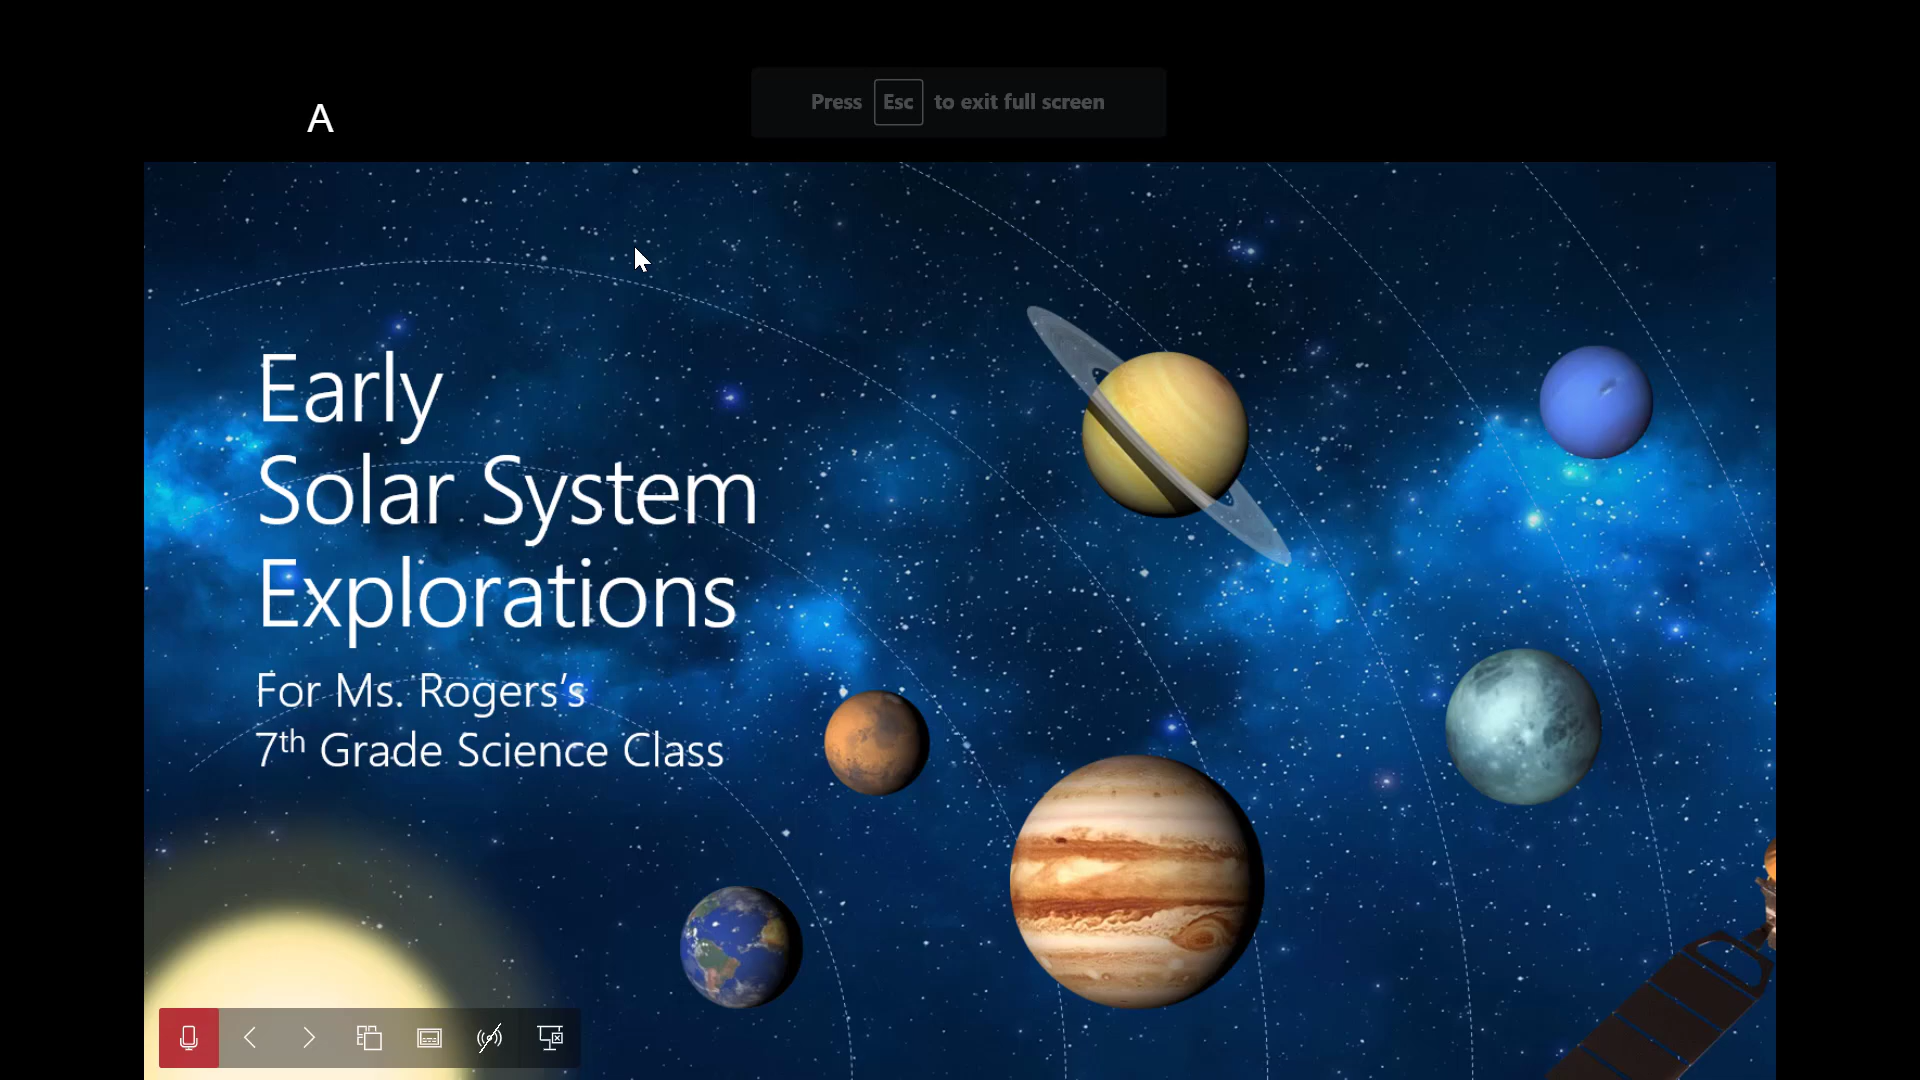 Press Esc to exit full screen
A
Early
Solar System
Explorations
For Ms. Rogers’s
7th Grade Science Class